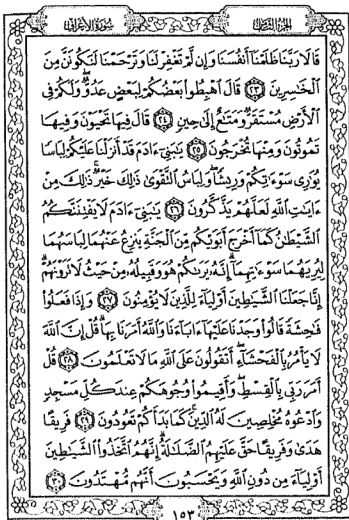 الجزء الثامن سورة الأعراف
قَالَا رَبَّنَا ظَلَمْنَا أَنفُسَنَا وَإِن لَّمْ تَغْفِرْ لَنَا وَتَرْحَمْنَا لَنَكُونَنَّ مِنَ
الْخَاسِرِينَ ٢٣ قَالَ اهْبِطُوا بَعْضُكُمْ لِبَعْضٍ عَدُوٌّ وَلَكُمْ فِي
الْأَرْضِ مُسْتَقَرٌّ وَمَتَاعٌ إِلَىٰ حِينٍ ٢٤ قَالَ فِيهَا تَحْيَوْنَ وَفِيهَا
تَمُوتُونَ وَمِنْهَا تُخْرَجُونَ ٢٥ يَا بَنِي آدَمَ قَدْ أَنزَلْنَا عَلَيْكُمْ لِبَاسًا
يُوَارِي سَوْءَاتِكُمْ وَرِيشًا وَلِبَاسُ التَّقْوَىٰ ذَٰلِكَ خَيْرٌ ذَٰلِكَ مِنْ
آيَاتِ اللَّهِ لَعَلَّهُمْ يَذَّكَّرُونَ ٢٦ يَا بَنِي آدَمَ لَا يَفْتِنَنَّكُمُ
الشَّيْطَانُ كَمَا أَخْرَجَ أَبَوَيْكُم مِّنَ الْجَنَّةِ يَنزِعُ عَنْهُمَا لِبَاسَهُمَا
لِيُرِيَهُمَا سَوْءَاتِهِمَا إِنَّهُ يَرَاكُمْ هُوَ وَقَبِيلُهُ مِنْ حَيْثُ لَا تَرَوْنَهُمْ
إِنَّا جَعَلْنَا الشَّيَاطِينَ أَوْلِيَاءَ لِلَّذِينَ لَا يُؤْمِنُونَ ٢٧ وَإِذَا فَعَلُوا
فَاحِشَةً قَالُوا وَجَدْنَا عَلَيْهَا آبَاءَنَا وَاللَّهُ أَمَرَنَا بِهَا قُلْ إِنَّ اللَّهَ
لَا يَأْمُرُ بِالْفَحْشَاءِ أَتَقُولُونَ عَلَى اللَّهِ مَا لَا تَعْلَمُونَ ٢٨ قُلْ
أَمَرَ رَبِّي بِالْقِسْطِ وَأَقِيمُوا وُجُوهَكُمْ عِندَ كُلِّ مَسْجِدٍ
وَادْعُوهُ مُخْلِصِينَ لَهُ الدِّينَ كَمَا بَدَأَكُمْ تَعُودُونَ ٢٩ فَرِيقًا
هَدَىٰ وَفَرِيقًا حَقَّ عَلَيْهِمُ الضَّلَالَةُ إِنَّهُمُ اتَّخَذُوا الشَّيَاطِينَ
أَوْلِيَاءَ مِن دُونِ اللَّهِ وَيَحْسَبُونَ أَنَّهُم مُّهْتَدُونَ ٣٠
١٥٣